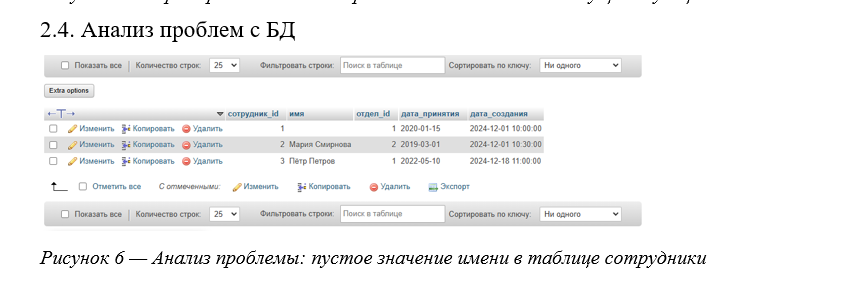 2.4. Анализ проблем с БД
Показать все Количество строк: 25 Фильтровать строки: Поиск в таблице Сортировать по ключу: Ни одного
Extra options
←T→ сотрудник_id имя отдел_id дата_принятия дата_создания
Изменить Копировать Удалить 1 1 2020-01-15 2024-12-01 10:00:00
Изменить Копировать Удалить 2 Мария Смирнова 2 2019-03-01 2024-12-01 10:30:00
Изменить Копировать Удалить 3 Пётр Петров 1 2022-05-10 2024-12-18 11:00:00
Отметить все С отмеченными: Изменить Копировать Удалить Экспорт
Показать все Количество строк: 25 Фильтровать строки: Поиск в таблице Сортировать по ключу: Ни одного
Рисунок 6 — Анализ проблемы: пустое значение имени в таблице сотрудники